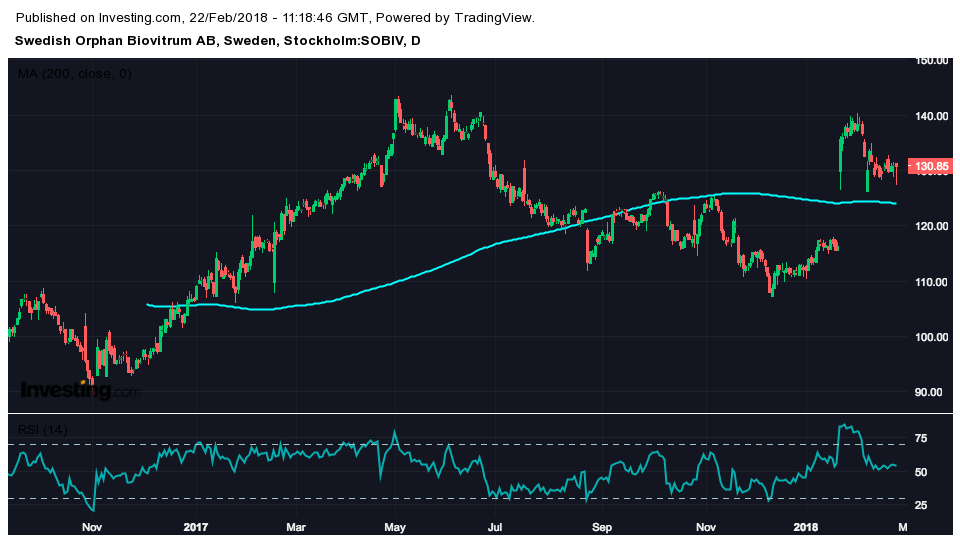 Published on Investing.com, 22/Feb/2018 - 11:18:46 GMT, Powered by TradingView.
Swedish Orphan Biovitrum AB, Sweden, Stockholm:SOBIV, D
MA (200, close, 0)
150.00
140.00
130.85
120.00
110.00
100.00
90.00
Investing.com
RSI (14)
75
50
25
Nov 2017 Mar May Jul Sep Nov 2018 M